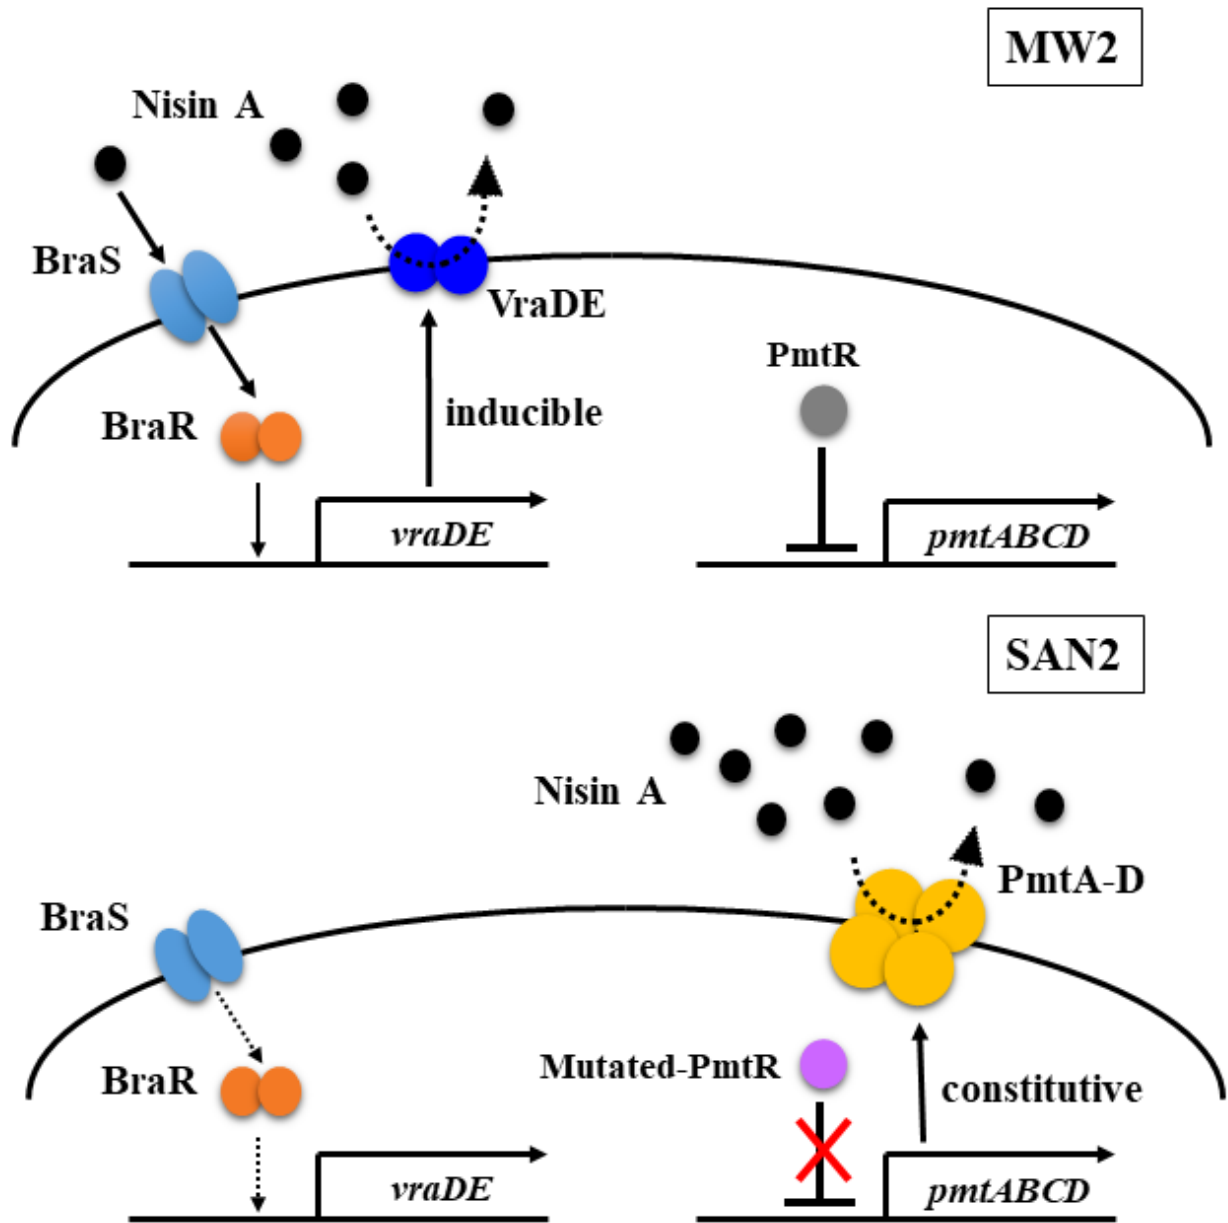 MW2
Nisin A
BraS
VraDE
PmtR
BraR
inducible
vraDE
pmtABCD
SAN2
Nisin A
PmtA-D
BraS
Mutated-PmtR
BraR
constitutive
vraDE
pmtABCD